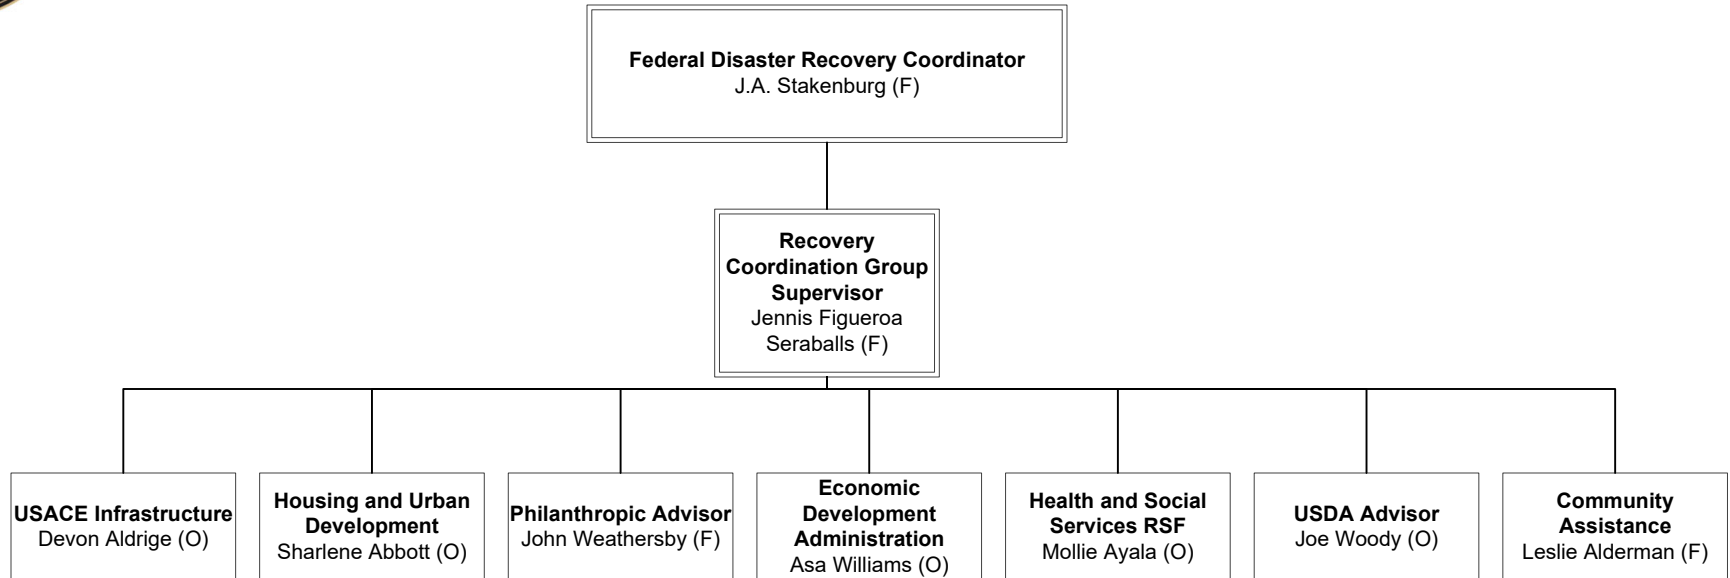 Federal Disaster Recovery Coordinator
J.A. Stakenburg (F)
Recovery
Coordination Group
Supervisor
Jennis Figueroa
Seraballs (F)
USACE Infrastructure
Devon Aldrige (O)
Housing and Urban
Development
Sharlene Abbott (O)
Philanthropic Advisor
John Weathersby (F)
Economic
Development
Administration
Asa Williams (O)
Health and Social
Services RSF
Mollie Ayala (O)
USDA Advisor
Joe Woody (O)
Community
Assistance
Leslie Alderman (F)